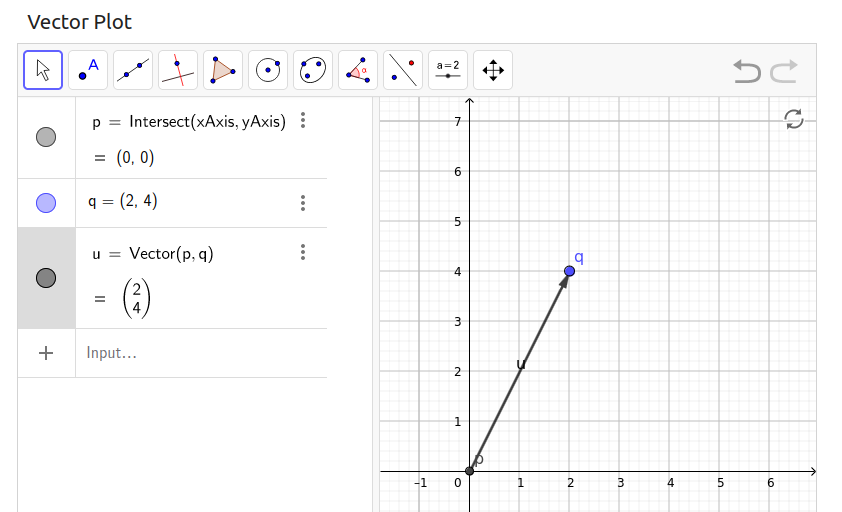 Vector Plot
A
α
a=2
p = Intersect(xAxis, yAxis)
= (0, 0)
q = (2, 4)
u = Vector(p, q)
= (2
4)
+ Input…
7
6
5
4
3
2
1
q
u
p
–1 0 1 2 3 4 5 6